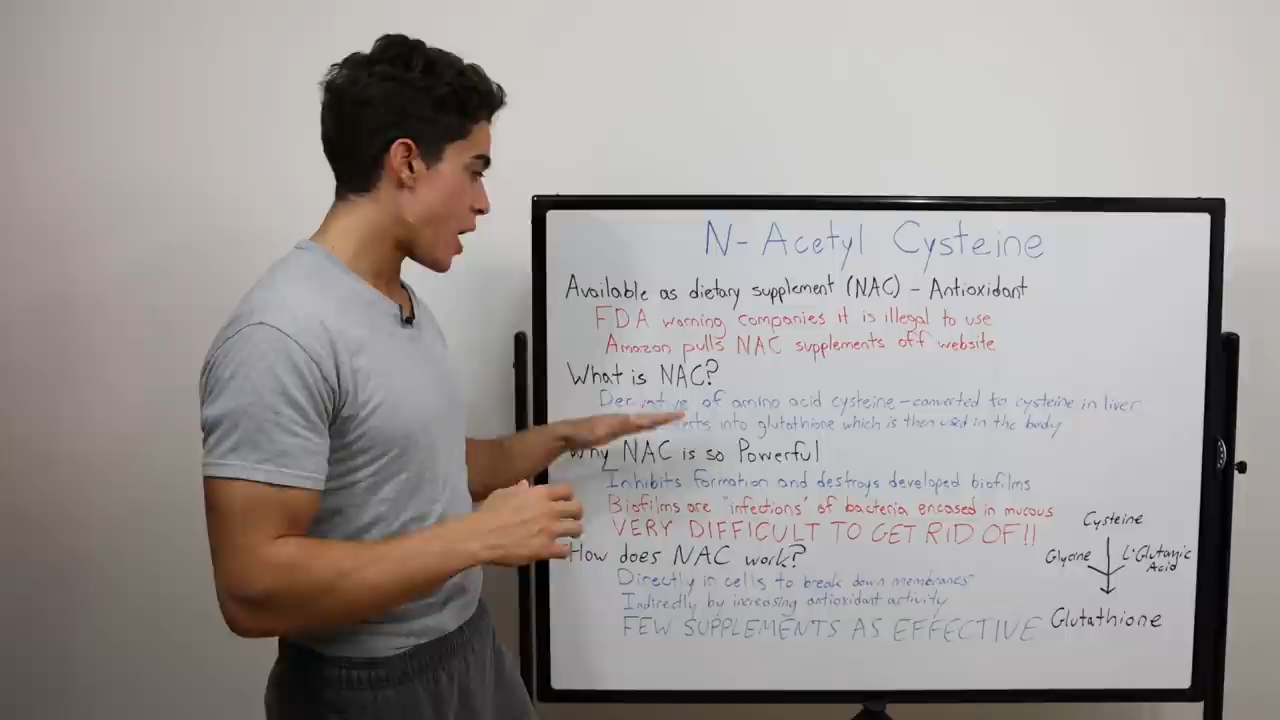 N-Acetyl Cysteine
Available as dietary supplement (NAC) - Antioxidant
FDA warning companies it is illegal to use
Amazon pulls NAC supplements off website
What is NAC?
of amino acid cysteine - converted to cysteine in liver
into glutathione which is then used in the body
Why NAC is so Powerful
Inhibits formation and destroys developed biofilms
Biofilms are "infections" of bacteria encased in mucous
VERY DIFFICULT TO GET RID OF!!
How does NAC work?
Directly in cells to break down membranes
Indirectly by increasing antioxidant activity
FEW SUPPLEMENTS AS EFFECTIVE
Cysteine
Glycine L-Glutamic
Acid
Glutathione